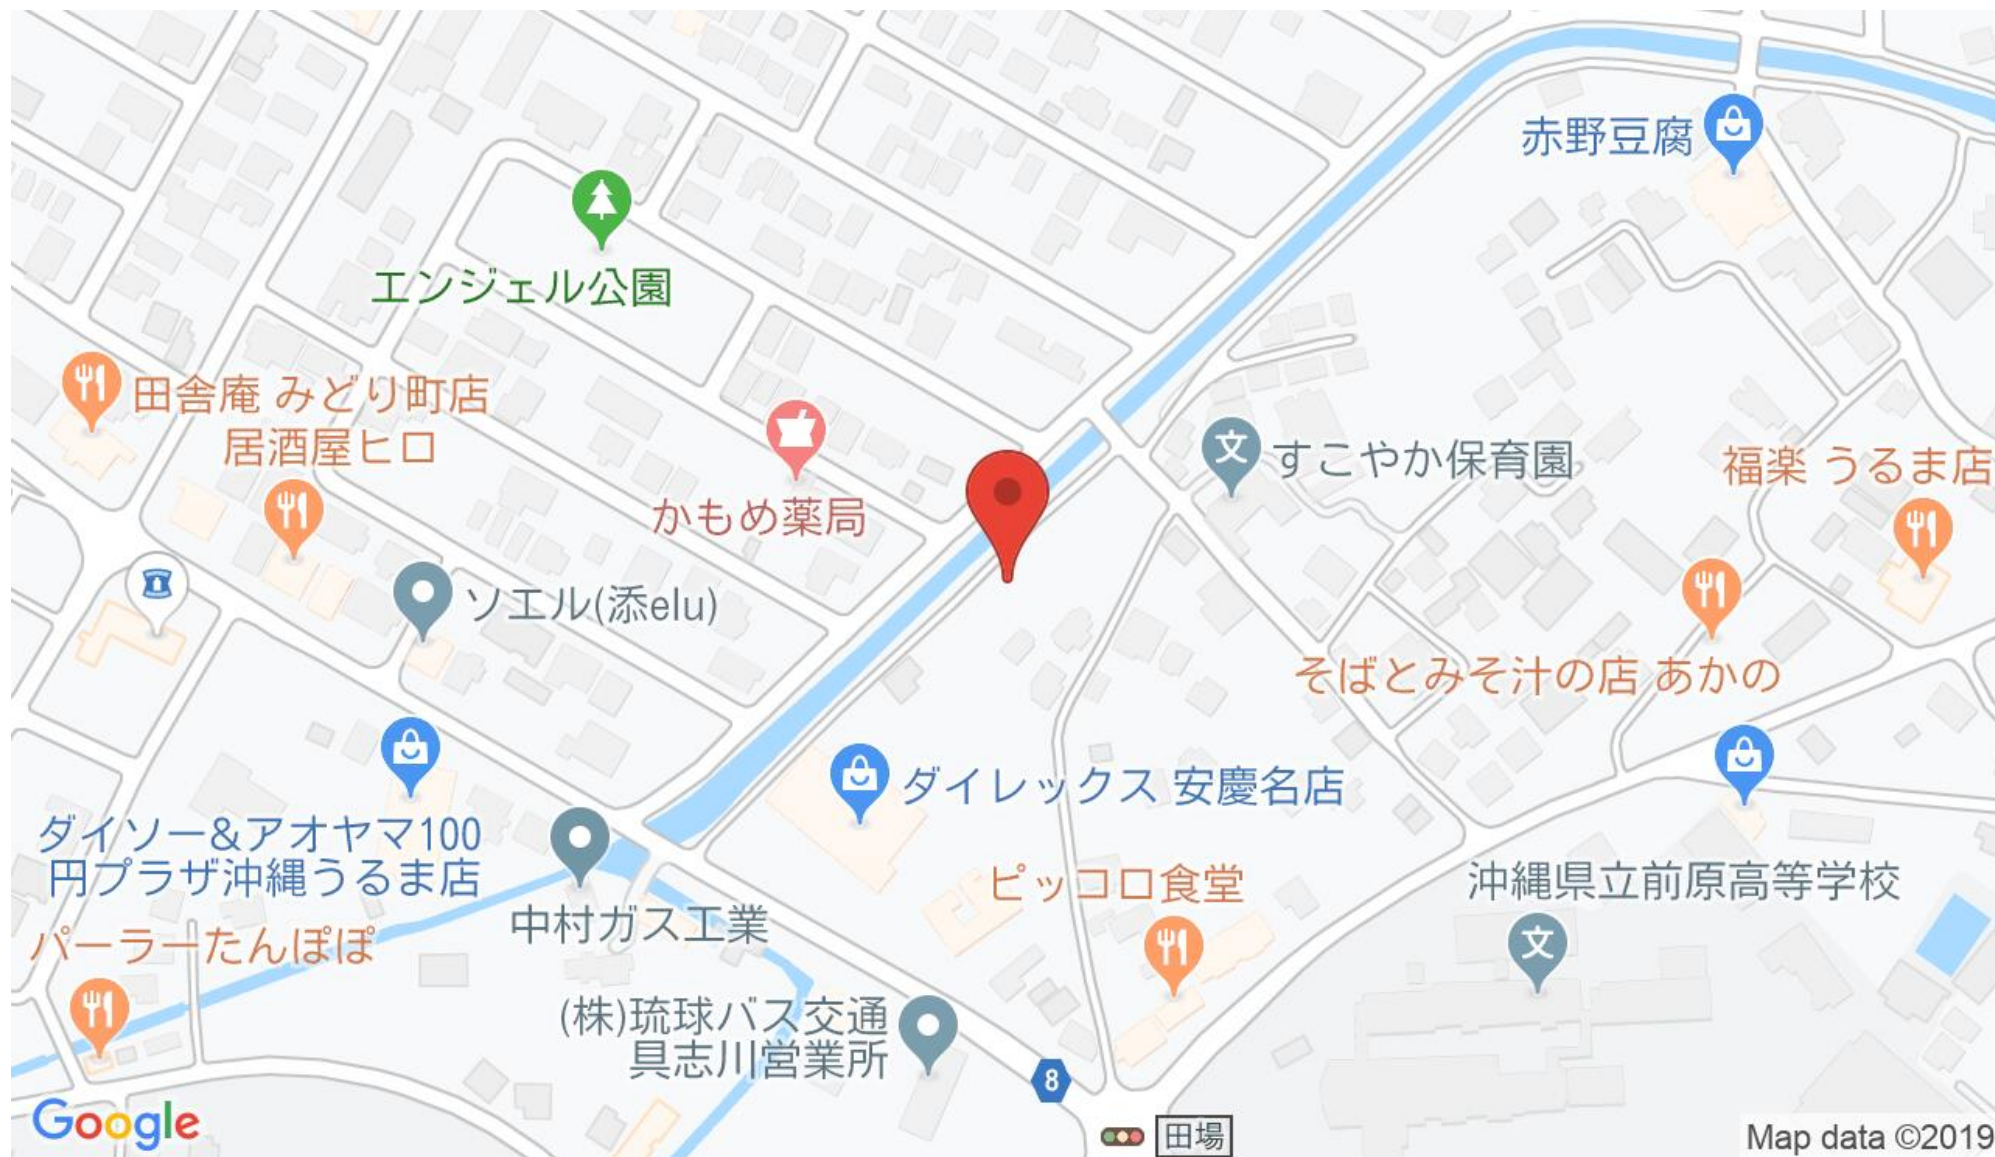 赤野豆腐
エンジェル公園
田舎庵 みどり町店
居酒屋ヒロ
かもめ薬局
文
すこやか保育園
福楽 うるま店
ソエル(添elu)
そばとみそ汁の店 あかの
ダイレックス 安慶名店
ダイソー&アオヤマ100
円プラザ沖縄うるま店
ピッコロ食堂
沖縄県立前原高等学校
中村ガス工業
パーラーたんぽぽ
文
(株)琉球バス交通
具志川営業所
8
Google
田場
Map data ©2019